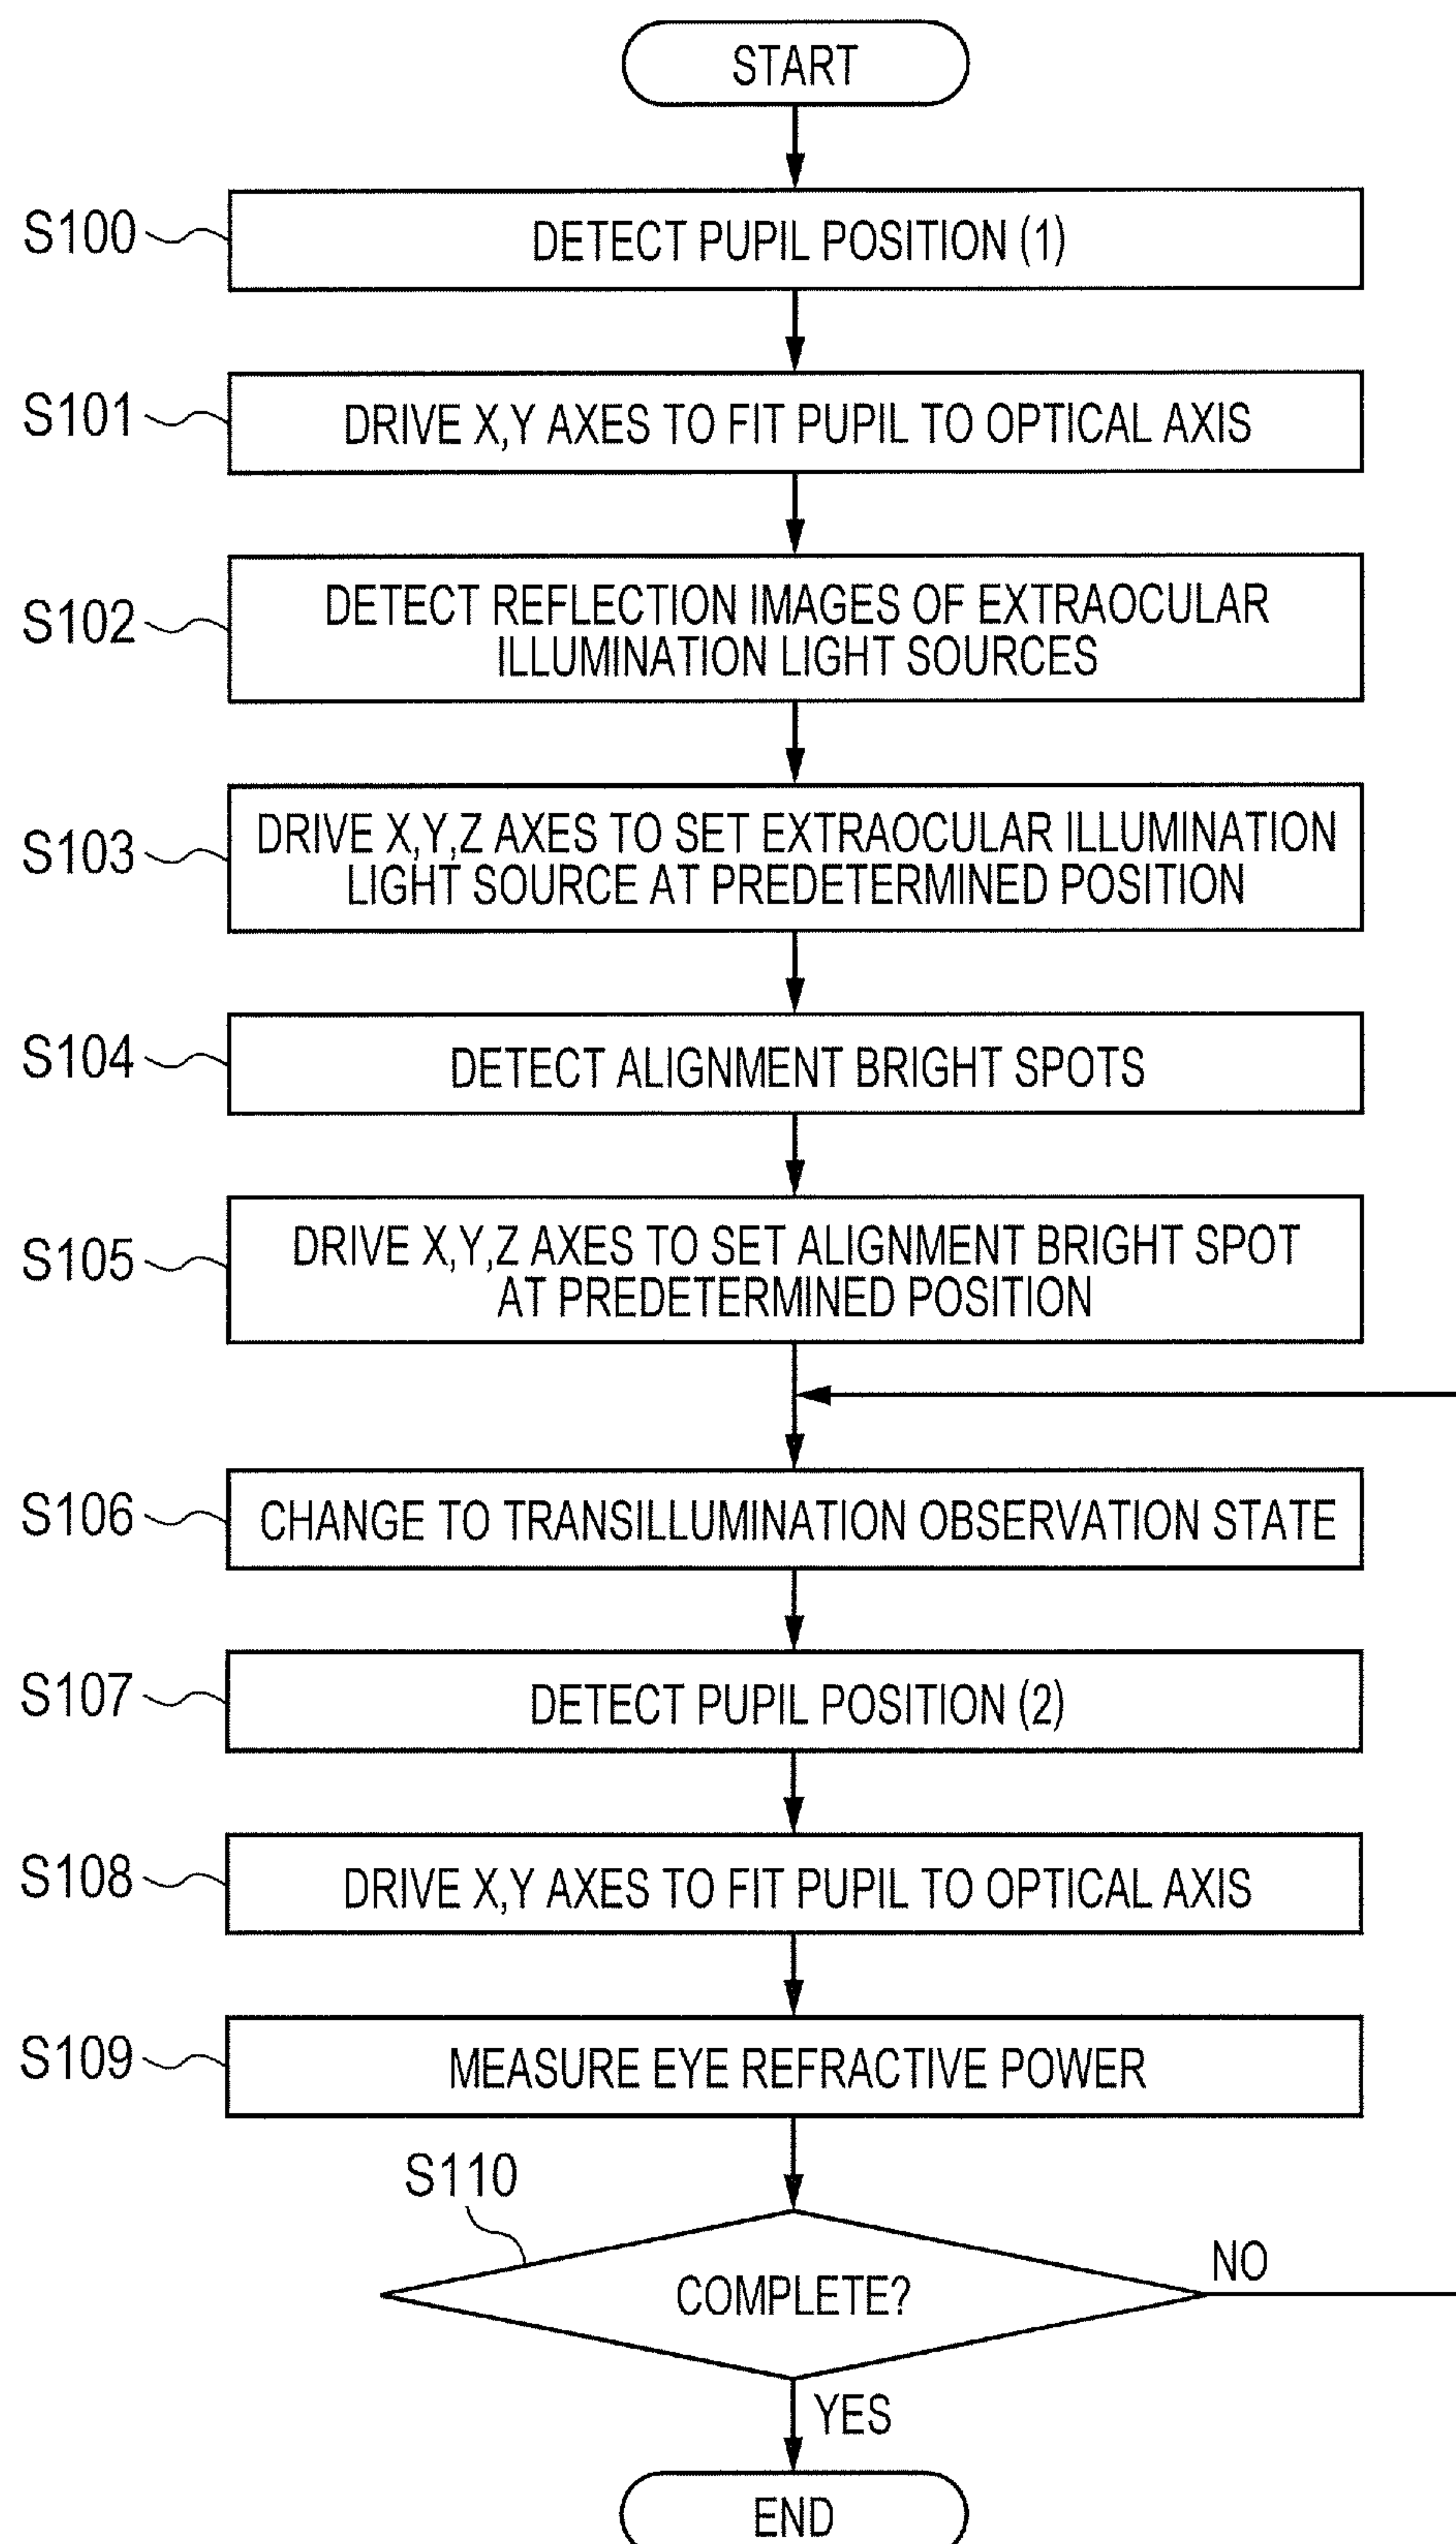 START
S100
DETECT PUPIL POSITION (1)
S101
DRIVE X,Y AXES TO FIT PUPIL TO OPTICAL AXIS
S102
DETECT REFLECTION IMAGES OF EXTRAOCULAR
ILLUMINATION LIGHT SOURCES
S103
DRIVE X,Y,Z AXES TO SET EXTRAOCULAR ILLUMINATION
LIGHT SOURCE AT PREDETERMINED POSITION
S104
DETECT ALIGNMENT BRIGHT SPOTS
S105
DRIVE X,Y,Z AXES TO SET ALIGNMENT BRIGHT SPOT
AT PREDETERMINED POSITION
S106
CHANGE TO TRANSILLUMINATION OBSERVATION STATE
S107
DETECT PUPIL POSITION (2)
S108
DRIVE X,Y AXES TO FIT PUPIL TO OPTICAL AXIS
S109
MEASURE EYE REFRACTIVE POWER
S110
COMPLETE?
NO
YES
END